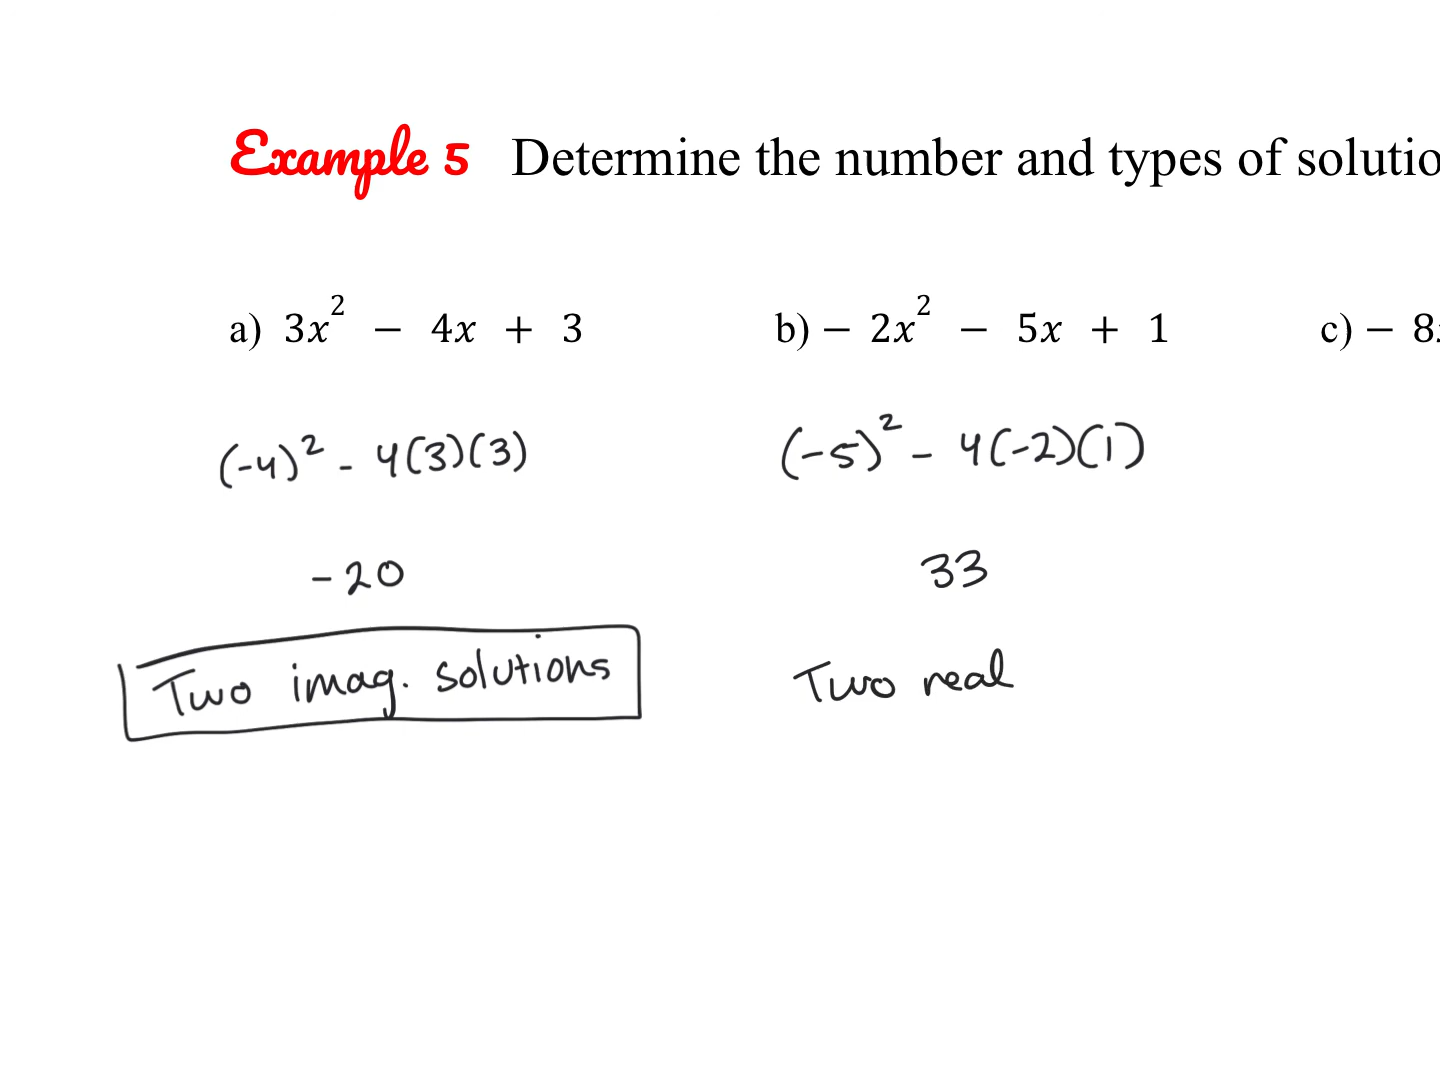 Example 5 Determine the number and types of solutio
a) 3x² − 4x + 3 b) − 2x² − 5x + 1 c) − 8
(-4)² - 4(3)(3) (-5)² - 4(-2)(1)
-20 33
Two imag. solutions Two real